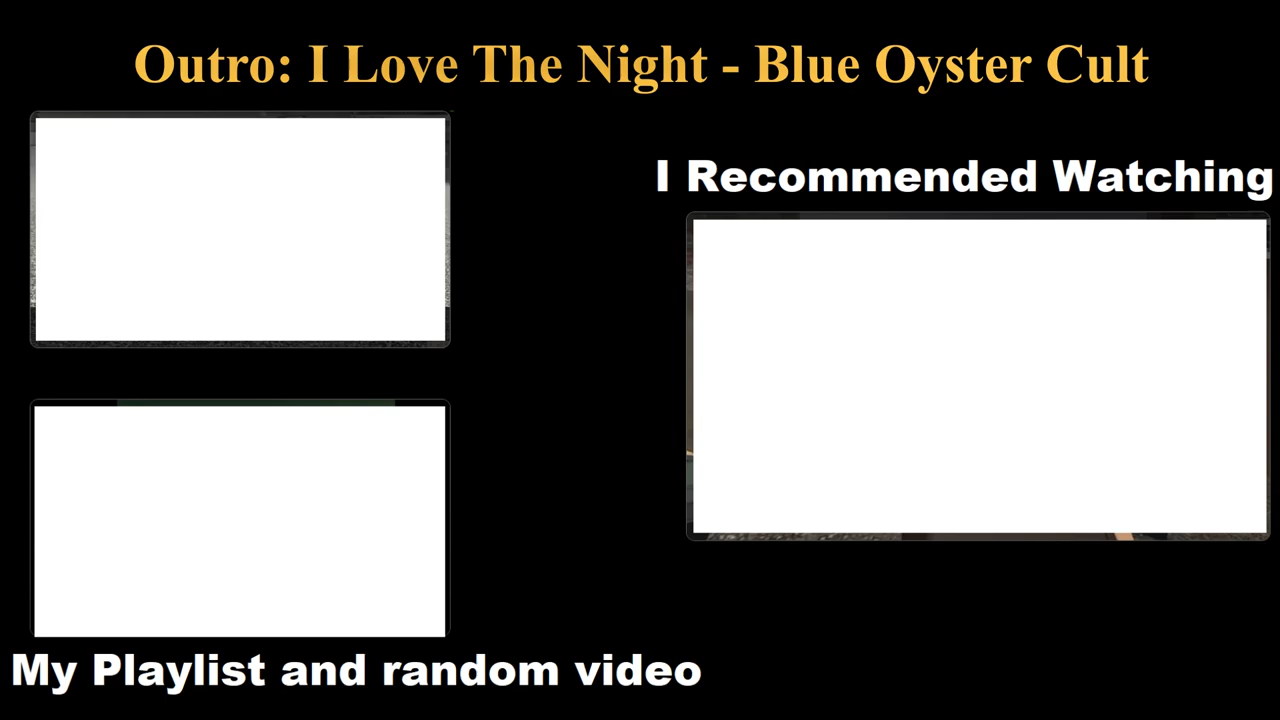 Outro: I Love The Night - Blue Oyster Cult
I Recommended Watching
My Playlist and random video